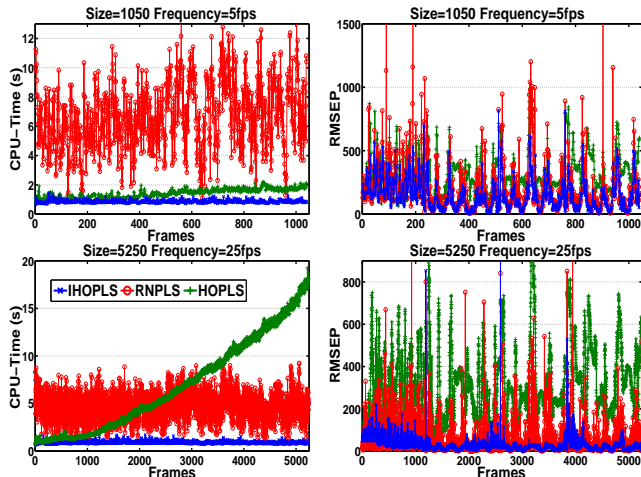 Size=1050 Frequency=5fps
CPU-Time (s)
12
10
8
6
4
2
0
0 200 400 600 800 1000
Frames
Size=1050 Frequency=5fps
RMSEP
1500
1000
500
0
0 200 400 600 800 1000
Frames
Size=5250 Frequency=25fps
CPU-Time (s)
20
15
10
5
0
IHOPLS RNPLS HOPLS
0 1000 2000 3000 4000 5000
Frames
Size=5250 Frequency=25fps
RMSEP
800
600
400
200
0
0 1000 2000 3000 4000 5000
Frames